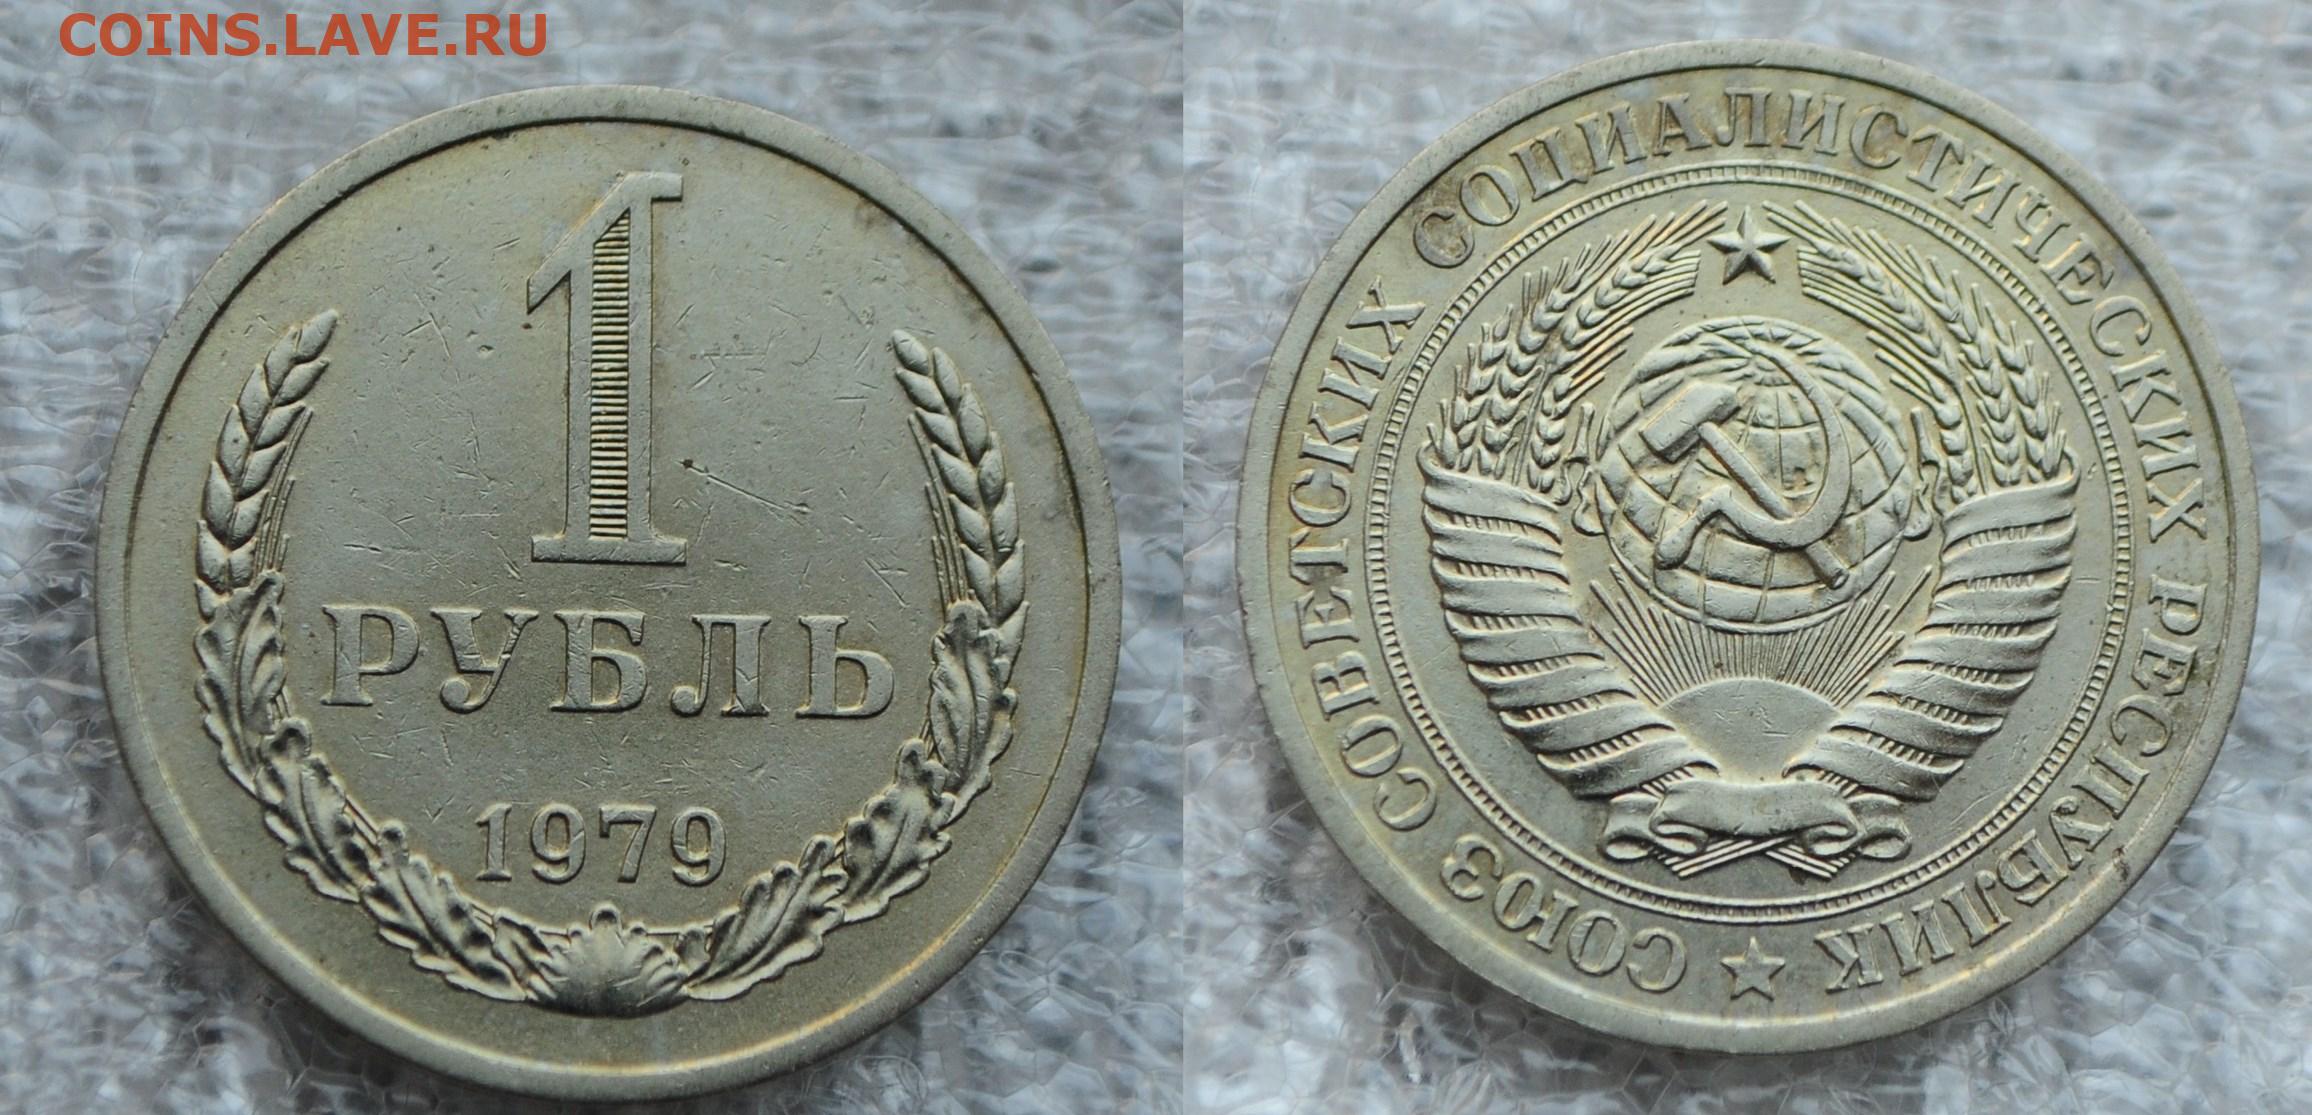 COINS.LAVE.RU
1
РУБЛЬ
1979
СОЮЗ СОВЕТСКИХ СОЦИАЛИСТИЧЕСКИХ РЕСПУБЛИК